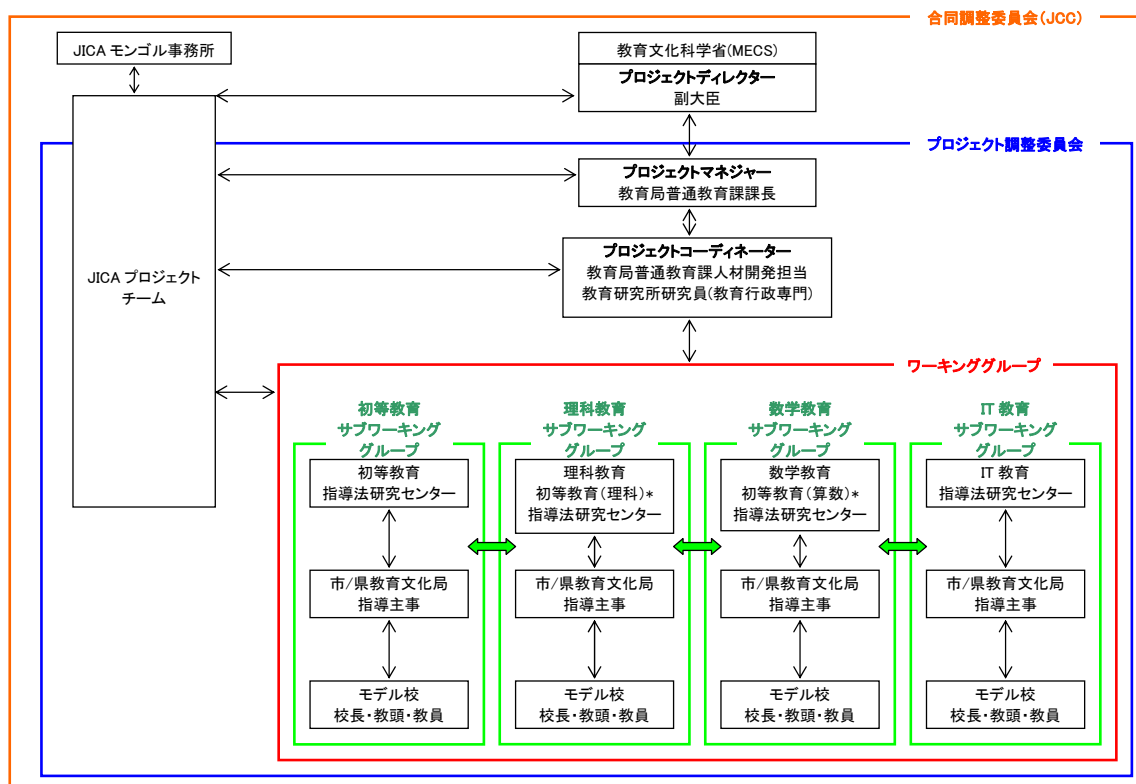 合同調整委員会(JCC)
JICA モンゴル事務所
教育文化科学省(MECS)
プロジェクトディレクター
副大臣
プロジェクト調整委員会
プロジェクトマネジャー
教育局普通教育課課長
プロジェクトコーディネーター
教育局普通教育課人材開発担当
教育研究所研究員(教育行政専門)
JICA プロジェクト
チーム
ワーキンググループ
初等教育
サブワーキング
グループ
初等教育
指導法研究センター
市/県教育文化局
指導主事
モデル校
校長・教頭・教員
理科教育
サブワーキング
グループ
理科教育
初等教育(理科)*
指導法研究センター
市/県教育文化局
指導主事
モデル校
校長・教頭・教員
数学教育
サブワーキング
グループ
数学教育
初等教育(算数)*
指導法研究センター
市/県教育文化局
指導主事
モデル校
校長・教頭・教員
IT 教育
サブワーキング
グループ
IT 教育
指導法研究センター
市/県教育文化局
指導主事
モデル校
校長・教頭・教員